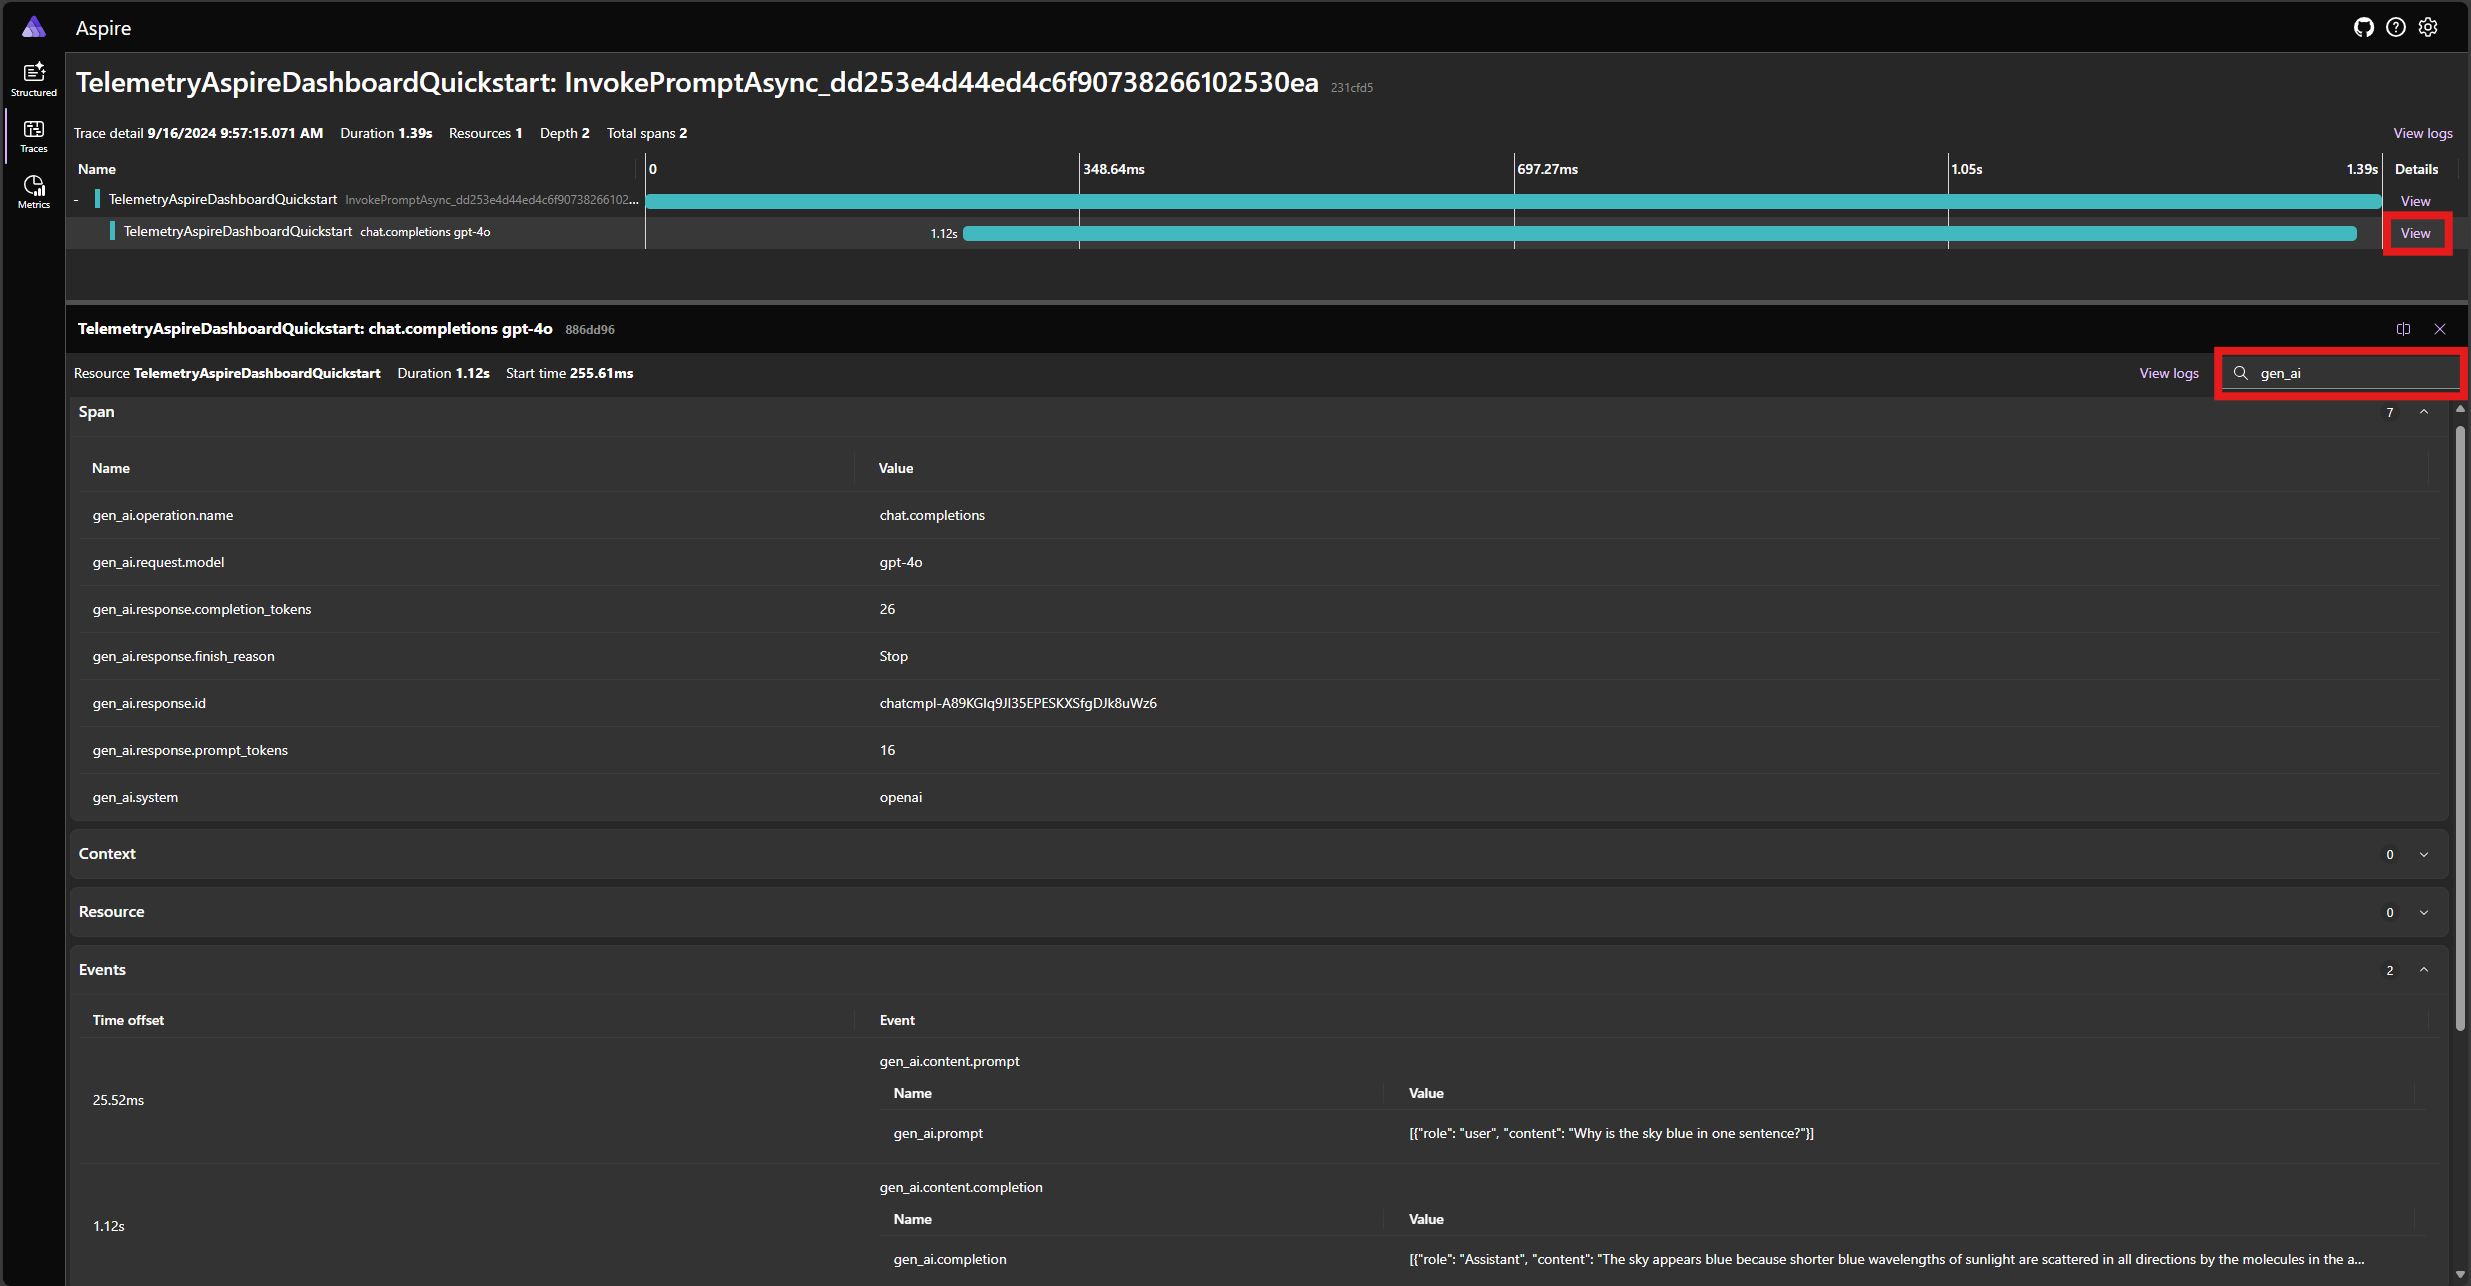 Aspire
Structured
Traces
Metrics
TelemetryAspireDashboardQuickstart: InvokePromptAsync_dd253e4d44ed4c6f90738266102530ea 231cfd5
Trace detail 9/16/2024 9:57:15.071 AM Duration 1.39s Resources 1 Depth 2 Total spans 2 View logs
Name 0 348.64ms 697.27ms 1.05s 1.39s Details
- TelemetryAspireDashboardQuickstart InvokePromptAsync_dd253e4d44ed4c6f90738266102... View
TelemetryAspireDashboardQuickstart chat.completions gpt-4o 1.12s View
TelemetryAspireDashboardQuickstart: chat.completions gpt-4o 886dd96
Resource TelemetryAspireDashboardQuickstart Duration 1.12s Start time 255.61ms View logs gen_ai
Span 7
Name Value
gen_ai.operation.name chat.completions
gen_ai.request.model gpt-4o
gen_ai.response.completion_tokens 26
gen_ai.response.finish_reason Stop
gen_ai.response.id chatcmpl-A89KGIq9JI35EPESKXSfgDJk8uWz6
gen_ai.response.prompt_tokens 16
gen_ai.system openai
Context 0
Resource 0
Events 2
Time offset Event
gen_ai.content.prompt
Name Value
25.52ms
gen_ai.prompt [{"role": "user", "content": "Why is the sky blue in one sentence?"}]
gen_ai.content.completion
Name Value
1.12s
gen_ai.completion [{"role": "Assistant", "content": "The sky appears blue because shorter blue wavelengths of sunlight are scattered in all directions by the molecules in the a...